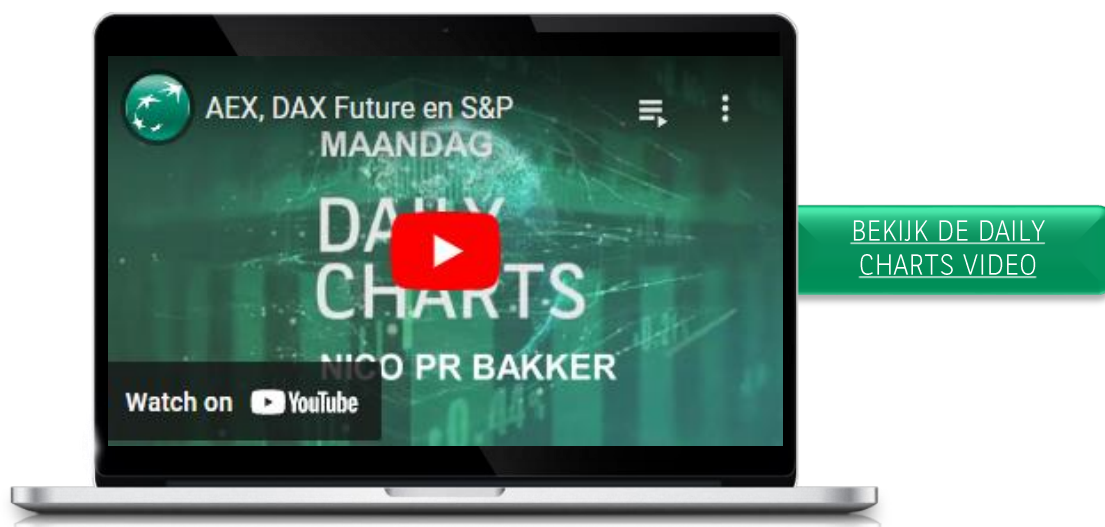 AEX, DAX Future en S&P
MAANDAG
DAILY
CHARTS
NICO PR BAKKER
Watch on YouTube
BEKIJK DE DAILY
CHARTS VIDEO